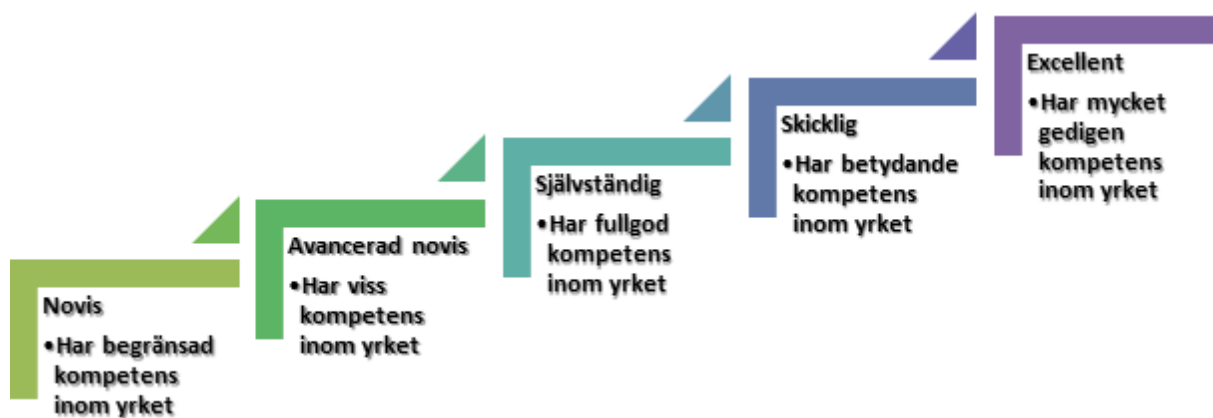 Novis
•Har begränsad
kompetens
inom yrket
Avancerad novis
•Har viss
kompetens
inom yrket
Självständig
•Har fullgod
kompetens
inom yrket
Skicklig
•Har betydande
kompetens
inom yrket
Excellent
•Har mycket
gedigen
kompetens
inom yrket